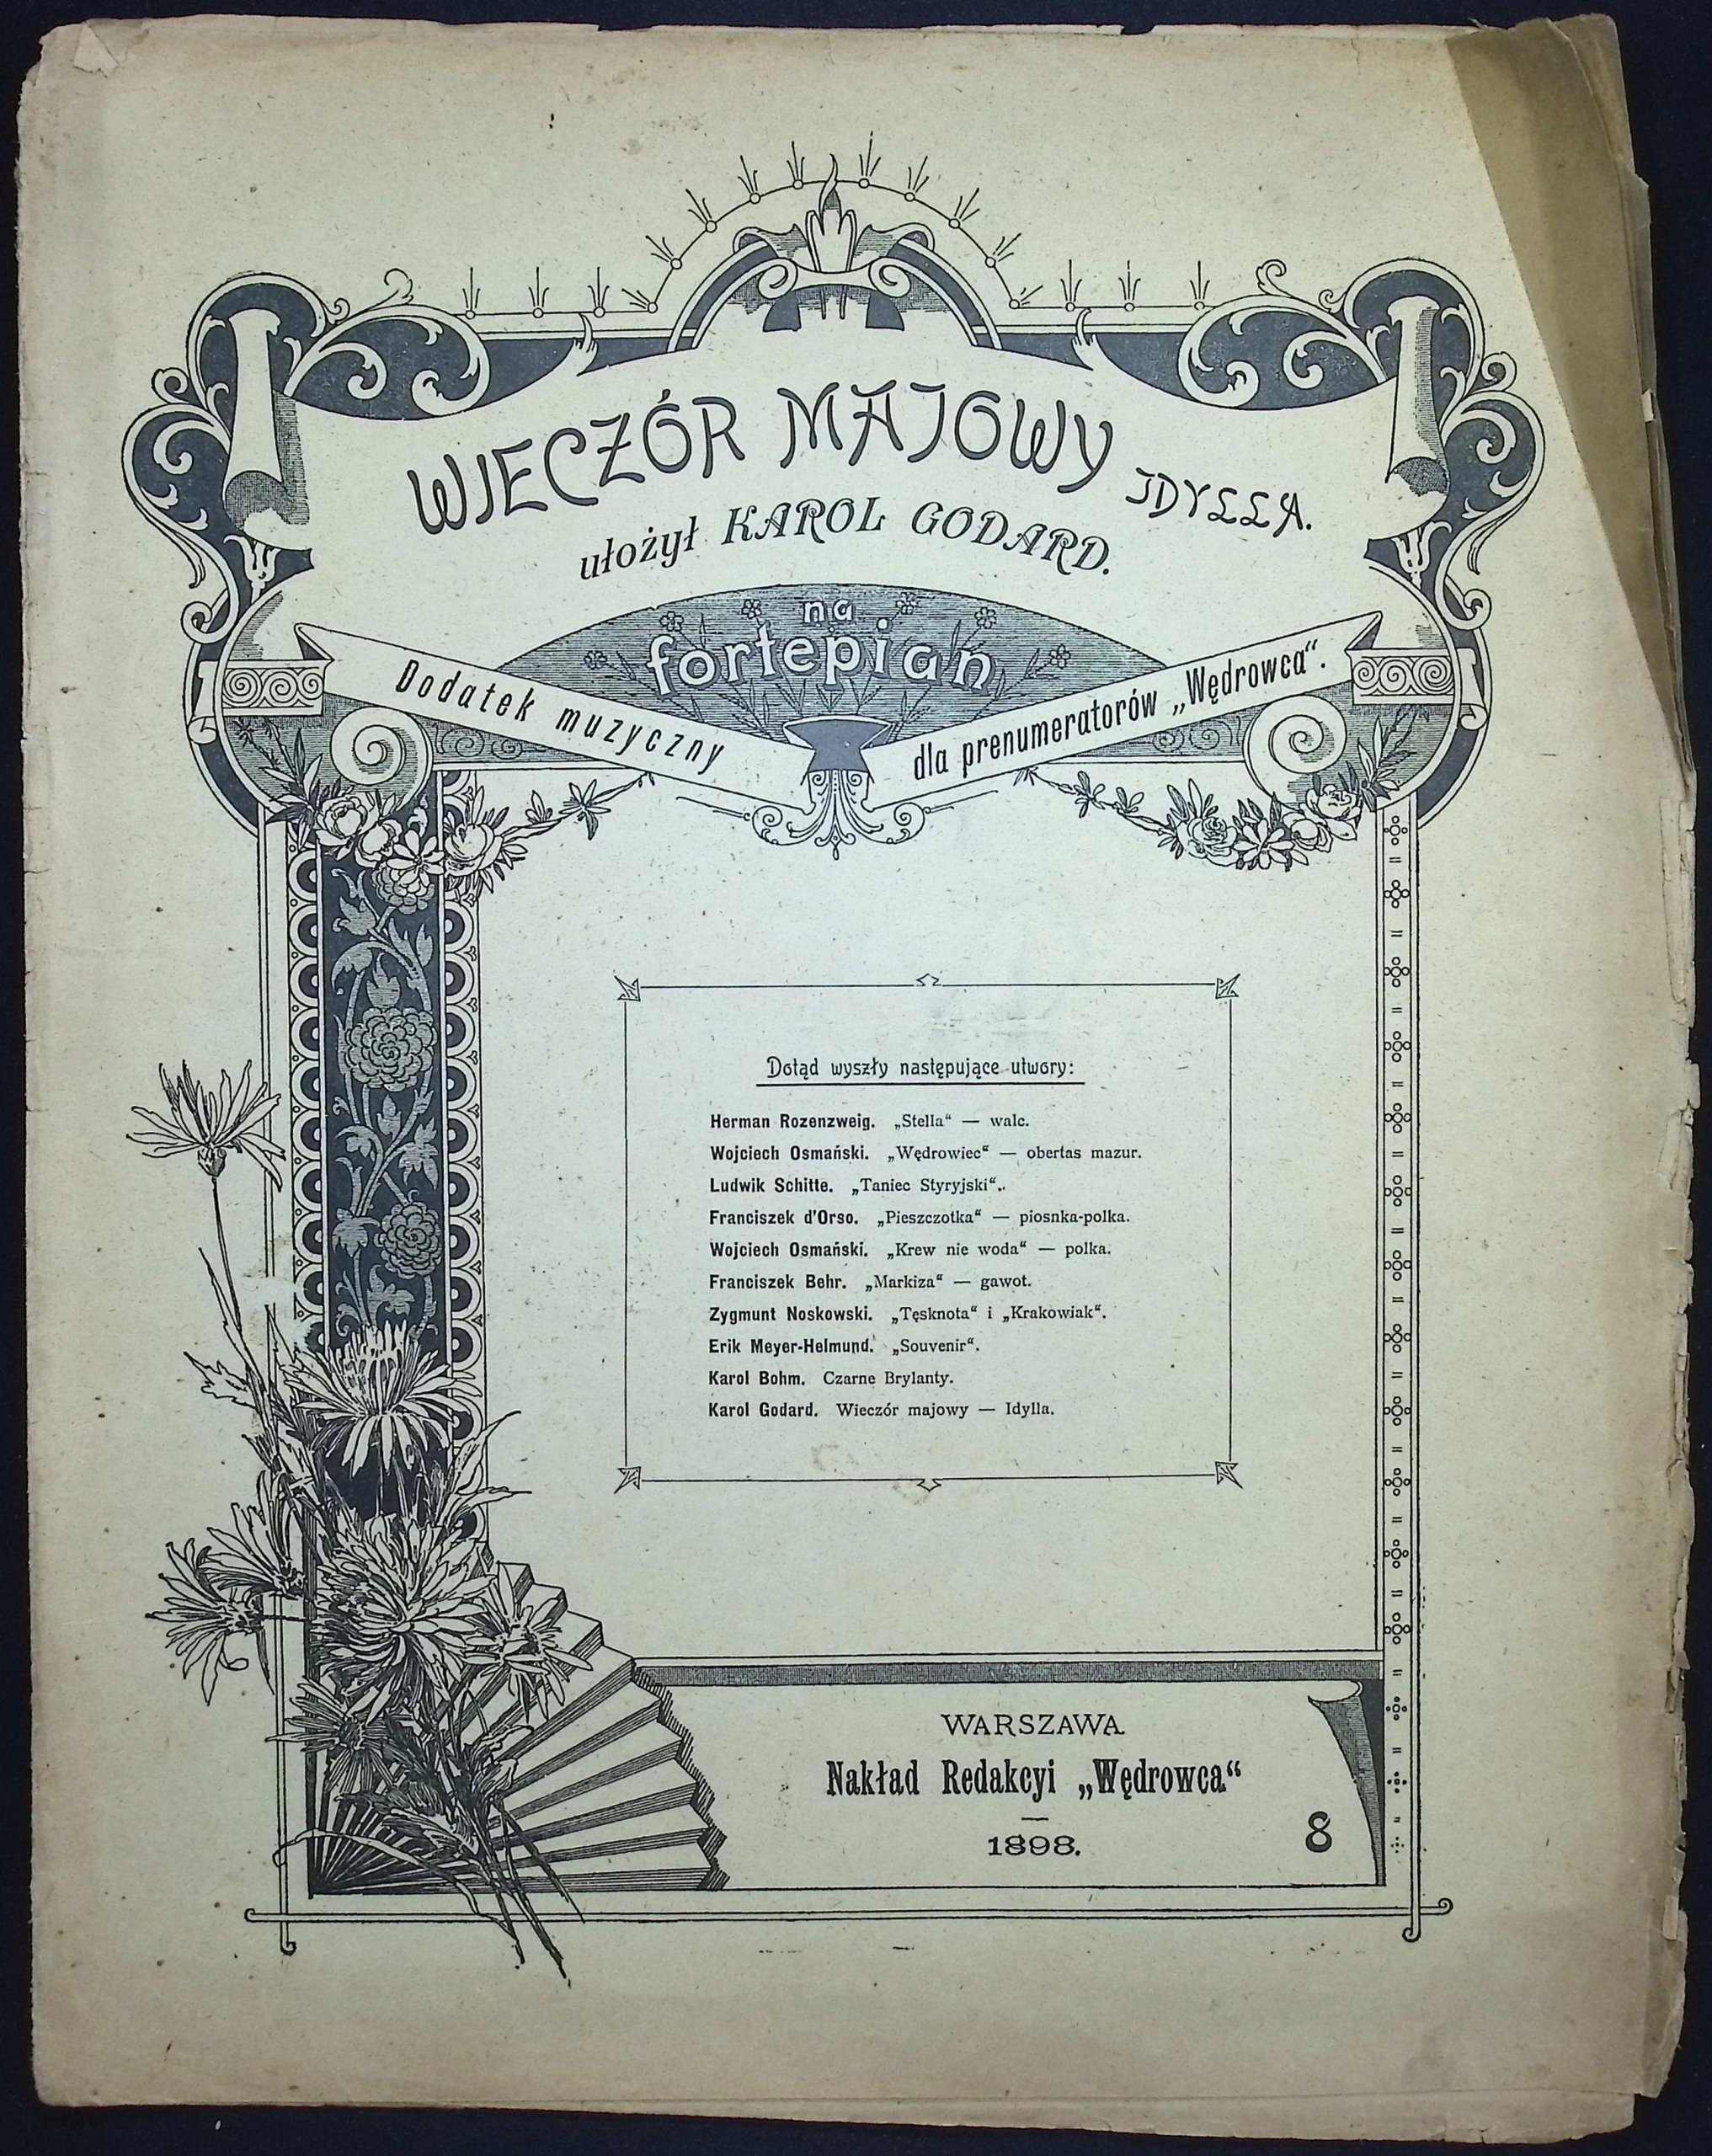 WIECZÓR MAJOWY IDYLLA.
ułożył KAROL GODARD.
na
fortepian
Dodatek muzyczny
dla prenumeratorów „Wędrowca“.
Dotąd wyszły następujące utwory:
Herman Rozenzweig. „Stella“ — walc.
Wojciech Osmański. „Wędrowiec“ — obertas mazur.
Ludwik Schitte. „Taniec Styryjski“.
Franciszek d'Orso. „Pieszczotka“ — piosnka-polka.
Wojciech Osmański. „Krew nie woda“ — polka.
Franciszek Behr. „Markiza“ — gawot.
Zygmunt Noskowski. „Tęsknota“ i „Krakowiak“.
Erik Meyer-Helmund. „Souvenir“.
Karol Bohm. Czarne Brylanty.
Karol Godard. Wieczór majowy — Idylla.
WARSZAWA
Nakład Redakcyi „Wędrowca“
1898.
8